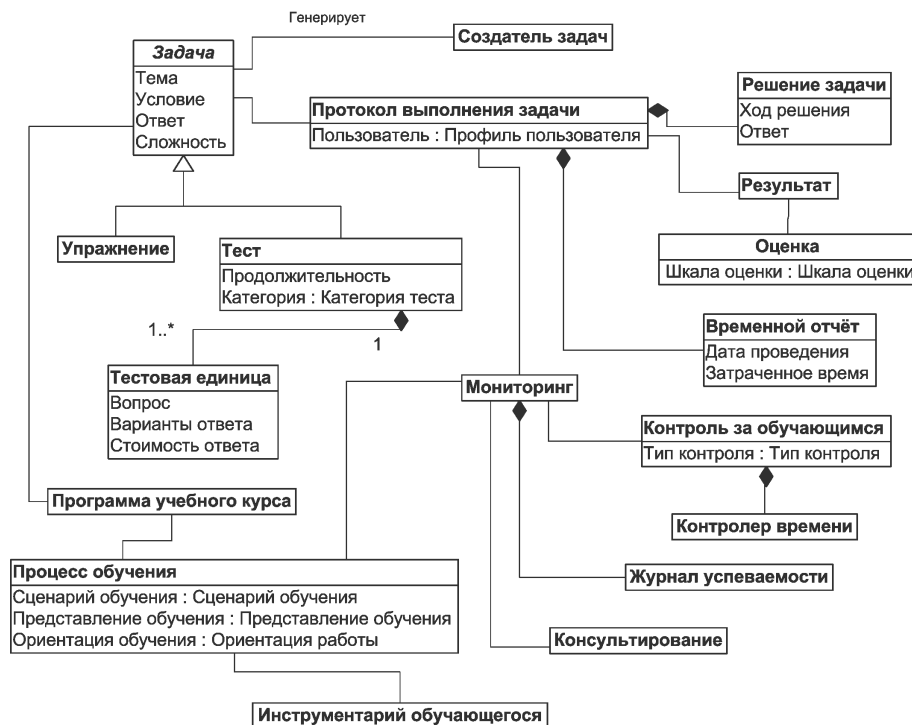 Генерирует
Создатель задач
Задача
Тема
Условие
Ответ
Сложность
Протокол выполнения задачи
Пользователь : Профиль пользователя
Решение задачи
Ход решения
Ответ
Результат
Оценка
Шкала оценки : Шкала оценки
Упражнение
Тест
Продолжительность
Категория : Категория теста
1..*
1
Временной отчёт
Дата проведения
Затраченное время
Тестовая единица
Вопрос
Варианты ответа
Стоимость ответа
Мониторинг
Контроль за обучающимся
Тип контроля : Тип контроля
Контролер времени
Программа учебного курса
Процесс обучения
Сценарий обучения : Сценарий обучения
Представление обучения : Представление обучения
Ориентация обучения : Ориентация работы
Журнал успеваемости
Консультирование
Инструментарий обучающегося